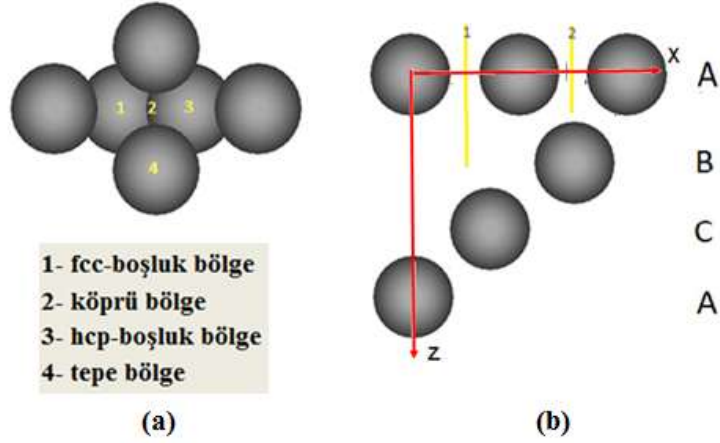 1 2 3
4
1- fcc-boşluk bölge
2- köprü bölge
3- hcp-boşluk bölge
4- tepe bölge
(a)
1 2
X
A
B
C
A
z
(b)